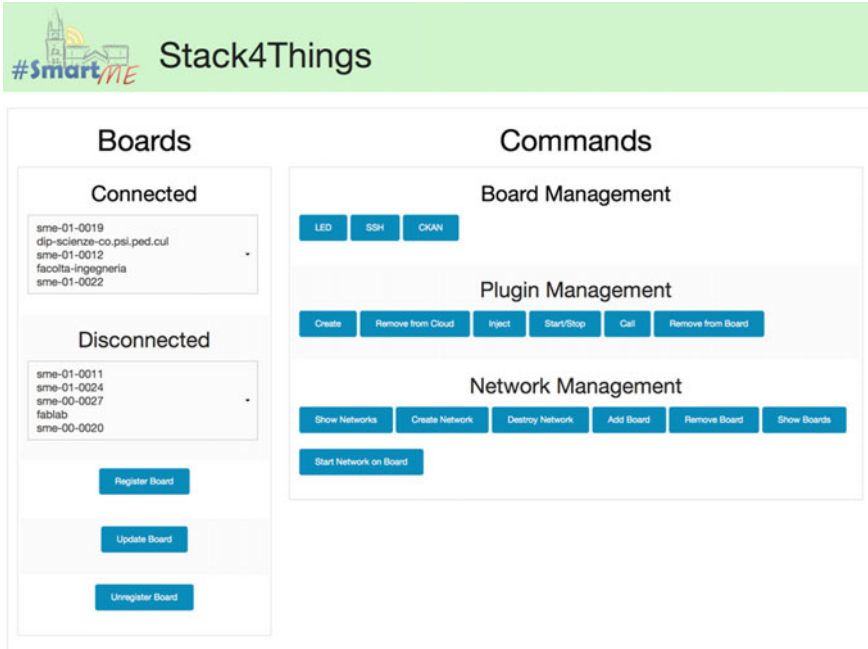 #SmartME
Stack4Things
Boards
Connected
sme-01-0019
dip-scienze-co.psi.ped.cul
sme-01-0012
facolta-ingegneria
sme-01-0022
Disconnected
sme-01-0011
sme-01-0024
sme-00-0027
fablab
sme-00-0020
Register Board
Update Board
Unregister Board
Commands
Board Management
LED SSH CKAN
Plugin Management
Create Remove from Cloud Inject Start/Stop Call Remove from Board
Network Management
Show Networks Create Network Destroy Network Add Board Remove Board Show Boards
Start Network on Board